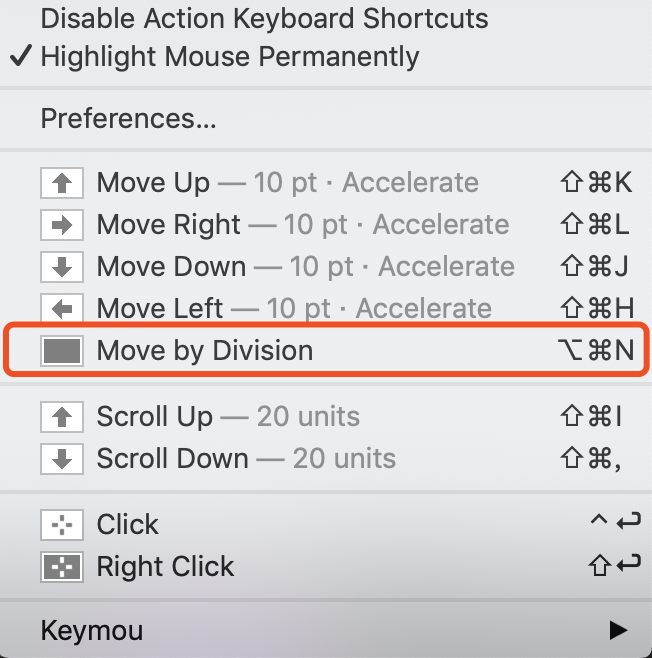 Disable Action Keyboard Shortcuts
✓ Highlight Mouse Permanently
Preferences...
Move Up — 10 pt · Accelerate ⇧⌘K
Move Right — 10 pt · Accelerate ⇧⌘L
Move Down — 10 pt · Accelerate ⇧⌘J
Move Left — 10 pt · Accelerate ⇧⌘H
Move by Division ⌥⌘N
Scroll Up — 20 units ⇧⌘I
Scroll Down — 20 units ⇧⌘,
Click ^↩
Right Click ⇧↩
Keymou ▶